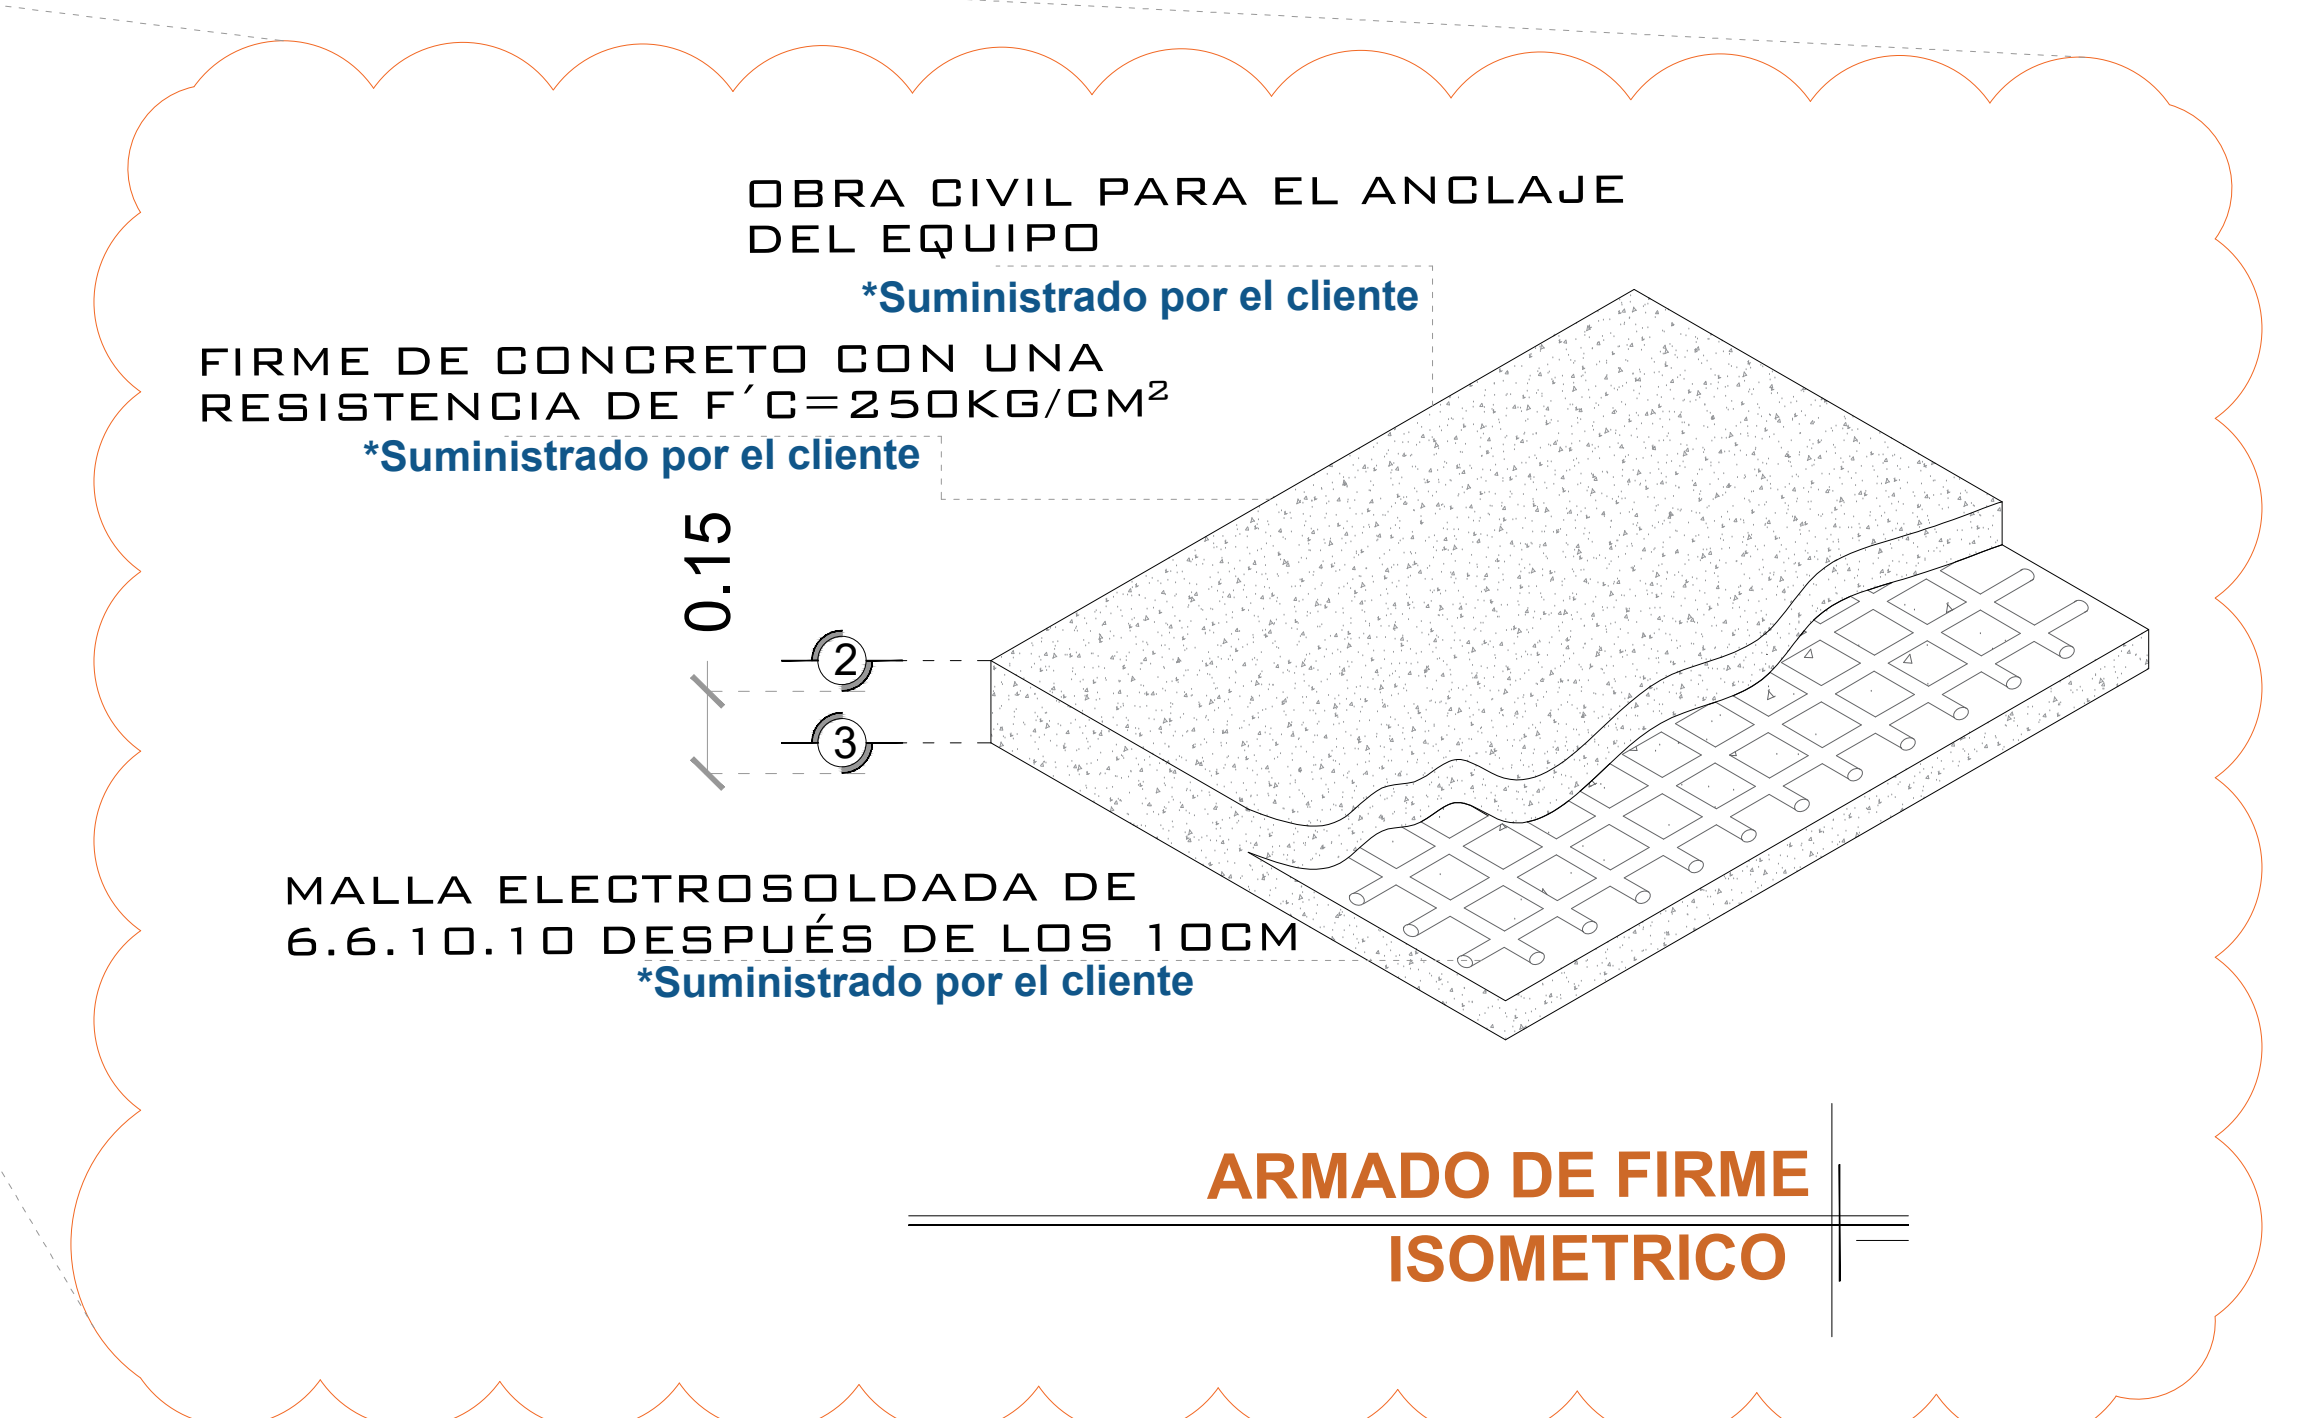 OBRA CIVIL PARA EL ANCLAJE
DEL EQUIPO
*Suministrado por el cliente
FIRME DE CONCRETO CON UNA
RESISTENCIA DE F´C=250KG/CM²
*Suministrado por el cliente
0.15
2
3
MALLA ELECTROSOLDADA DE
6.6.10.10 DESPUÉS DE LOS 10CM
*Suministrado por el cliente
ARMADO DE FIRME
ISOMETRICO